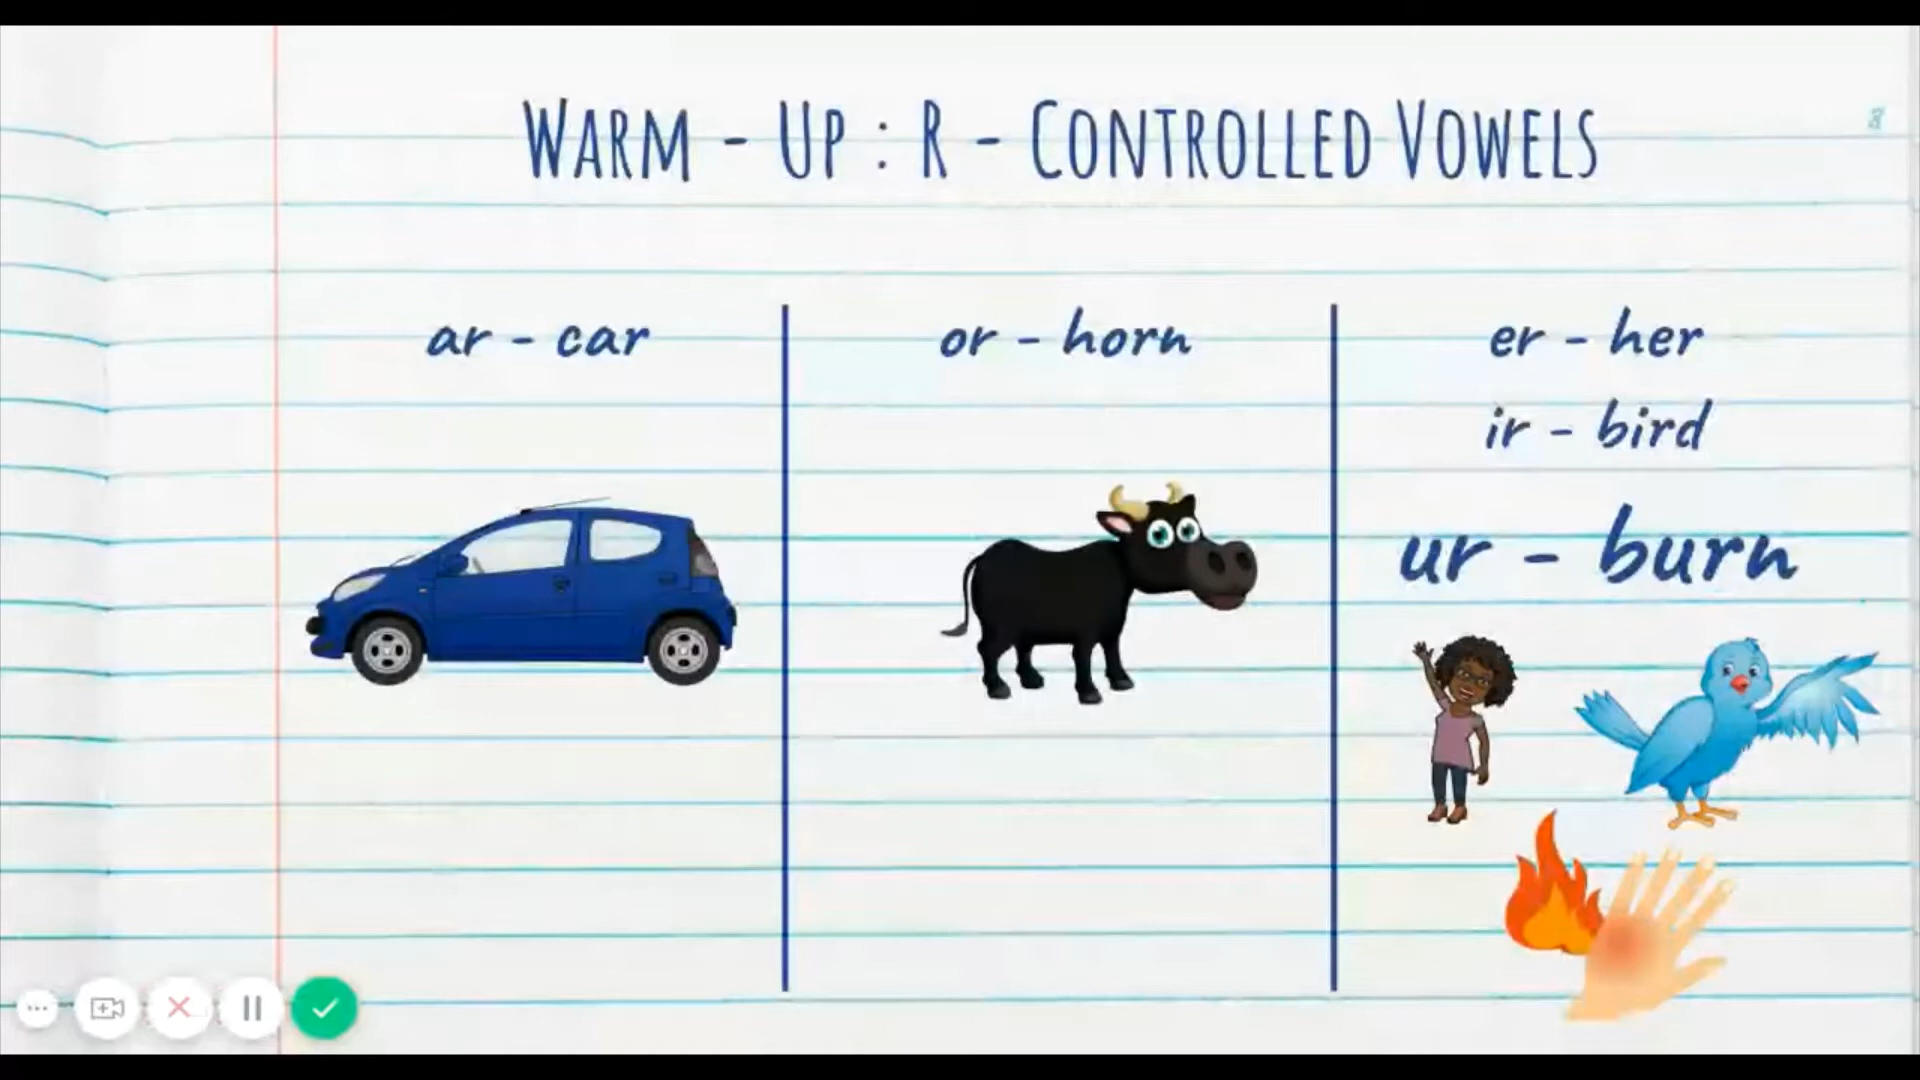 Warm - Up : R - Controlled Vowels
ar - car
or - horn
er - her
ir - bird
ur - burn